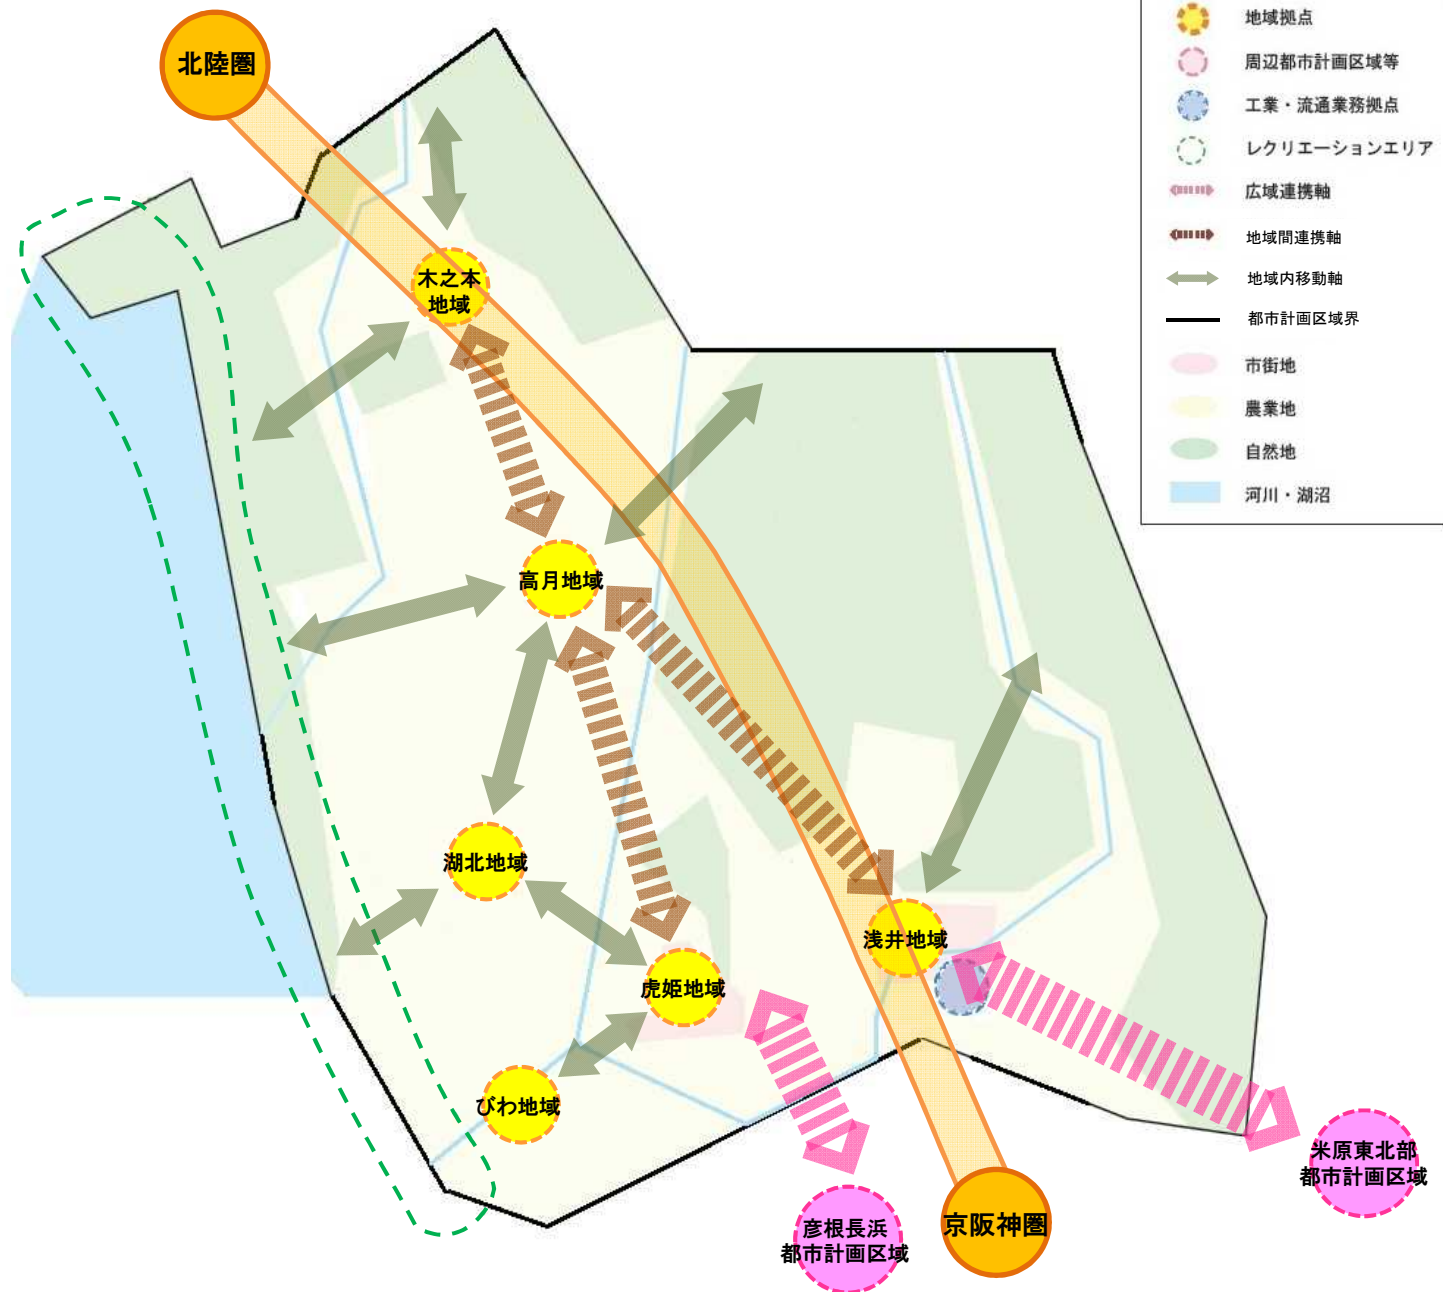 北陸圏
地域拠点
周辺都市計画区域等
工業・流通業務拠点
レクリエーションエリア
広域連携軸
地域間連携軸
地域内移動軸
都市計画区域界
市街地
農業地
自然地
河川・湖沼
木之本
地域
高月地域
湖北地域
浅井地域
虎姫地域
びわ地域
米原東北部
都市計画区域
彦根長浜
都市計画区域
京阪神圏